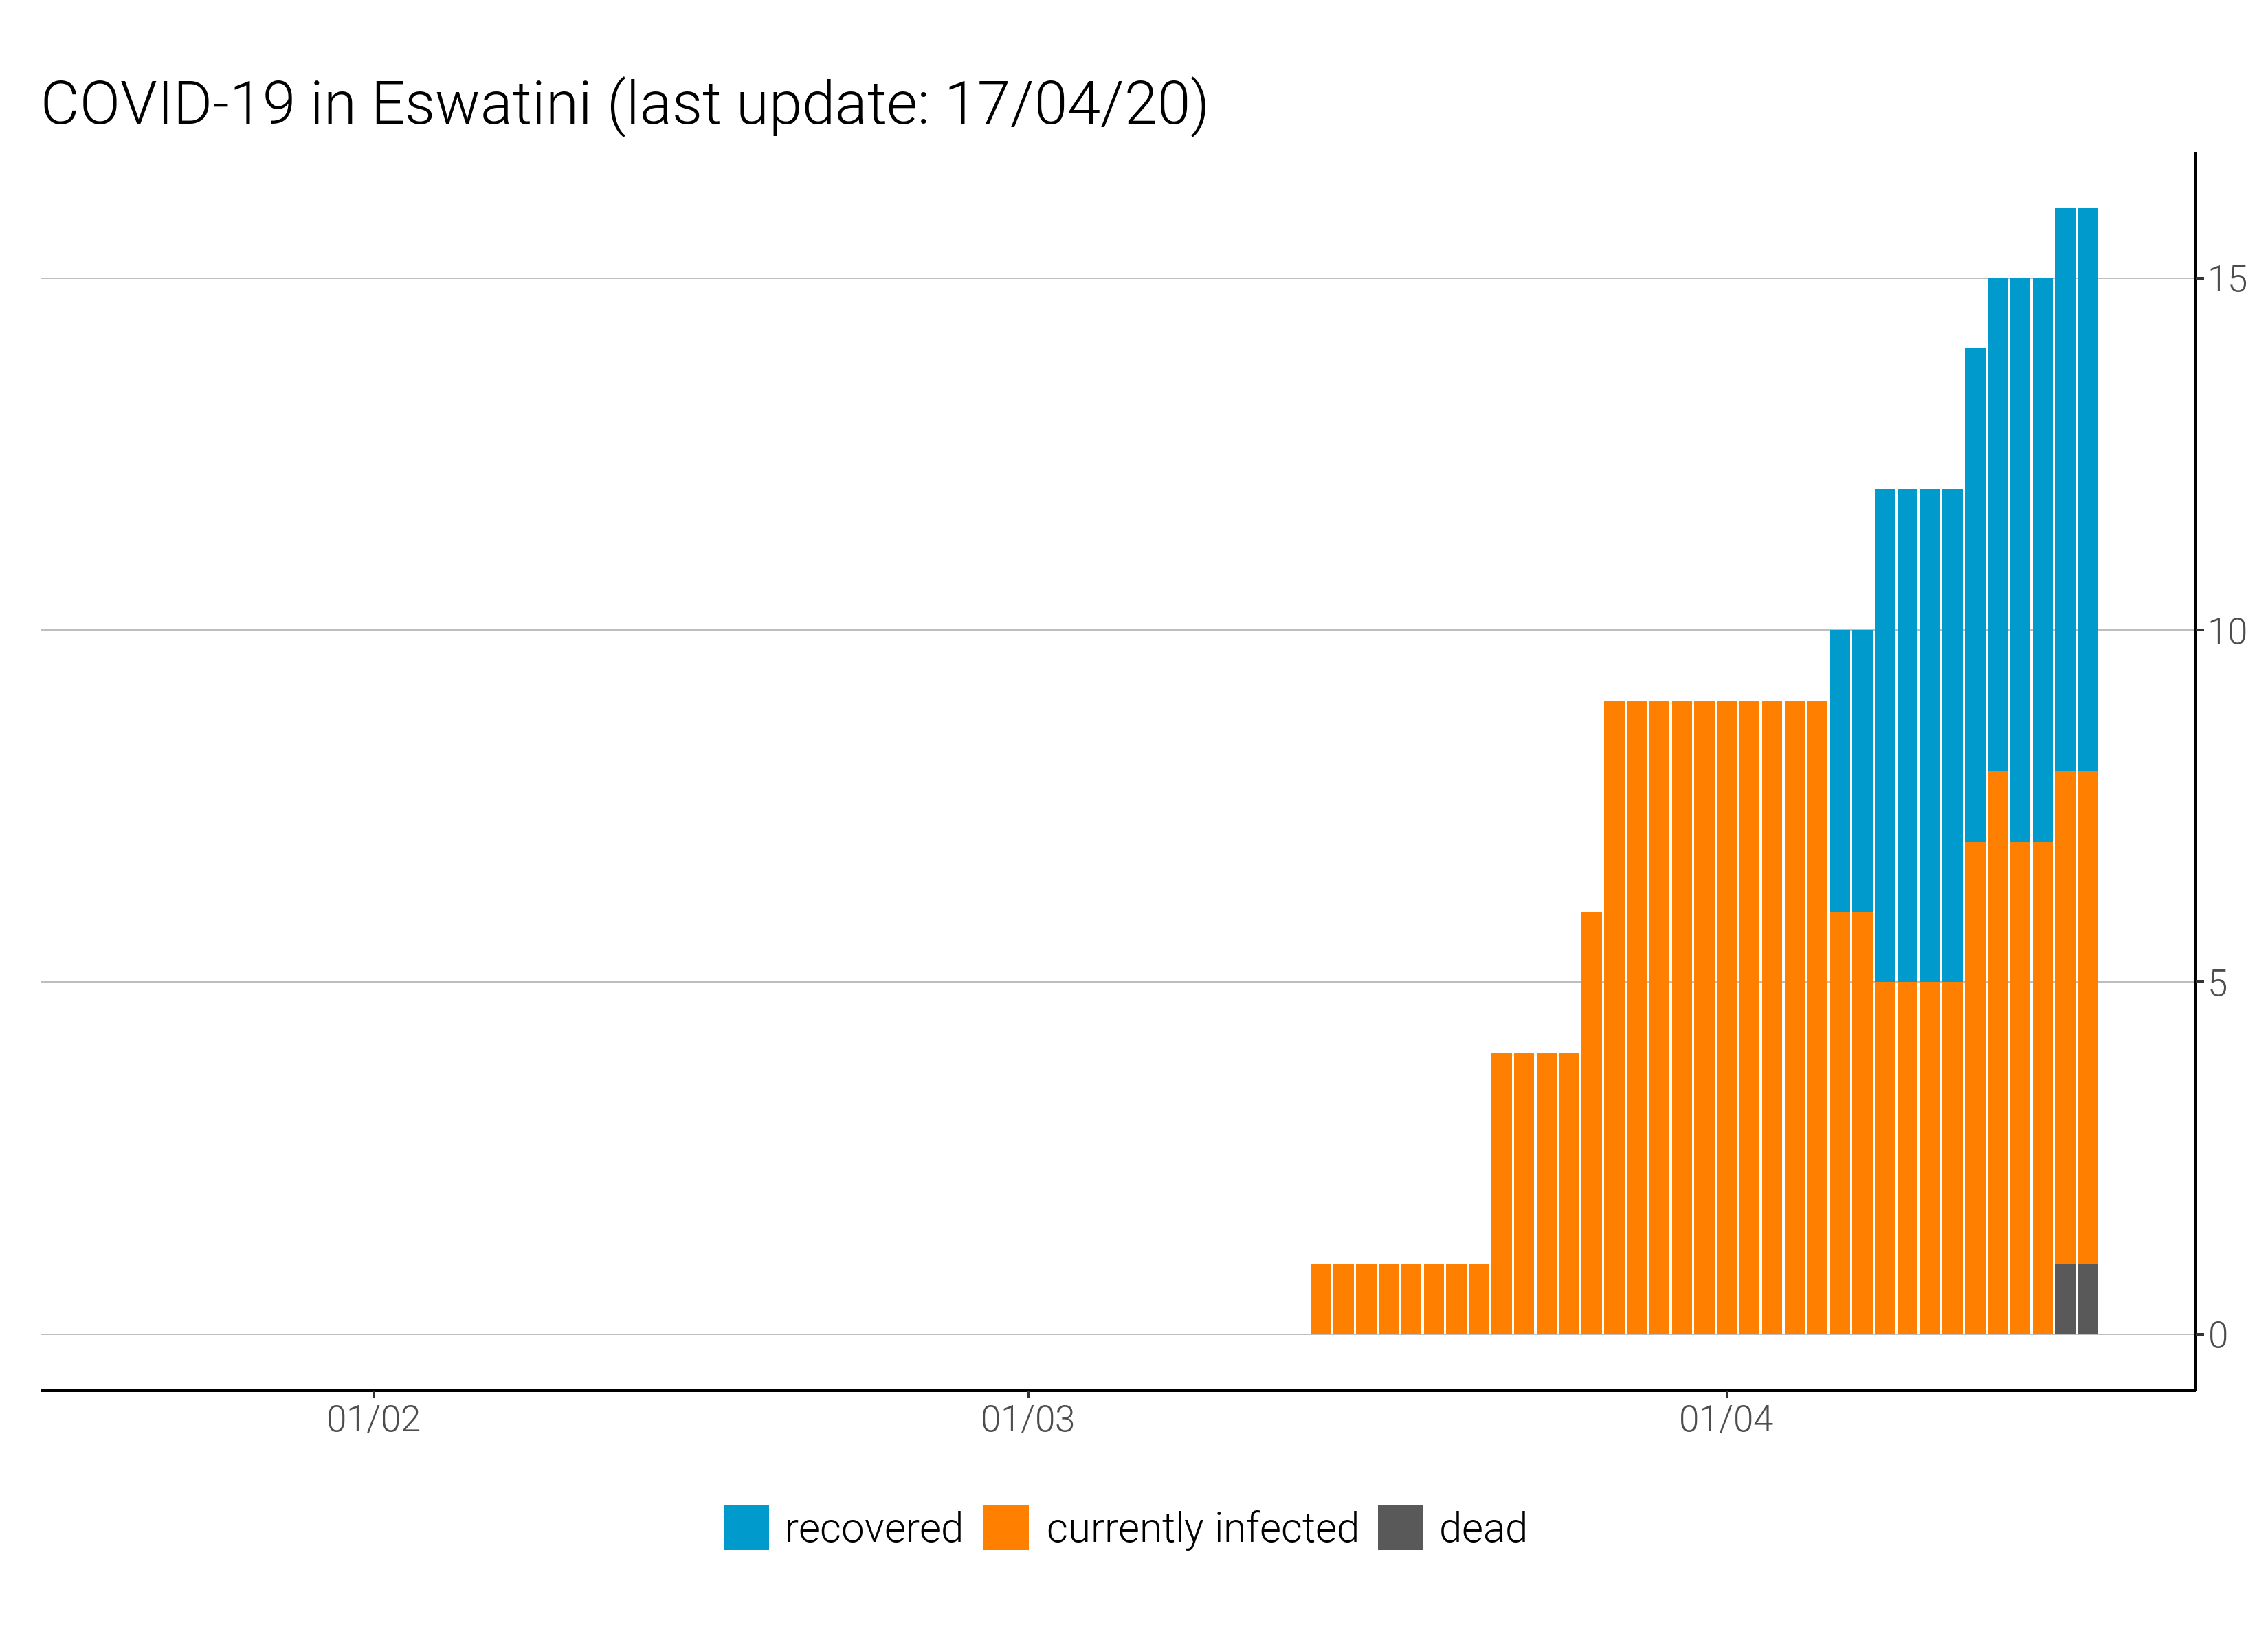 COVID-19 in Eswatini (last update: 17/04/20)
15
10
5
0
01/02 01/03 01/04
recovered currently infected dead